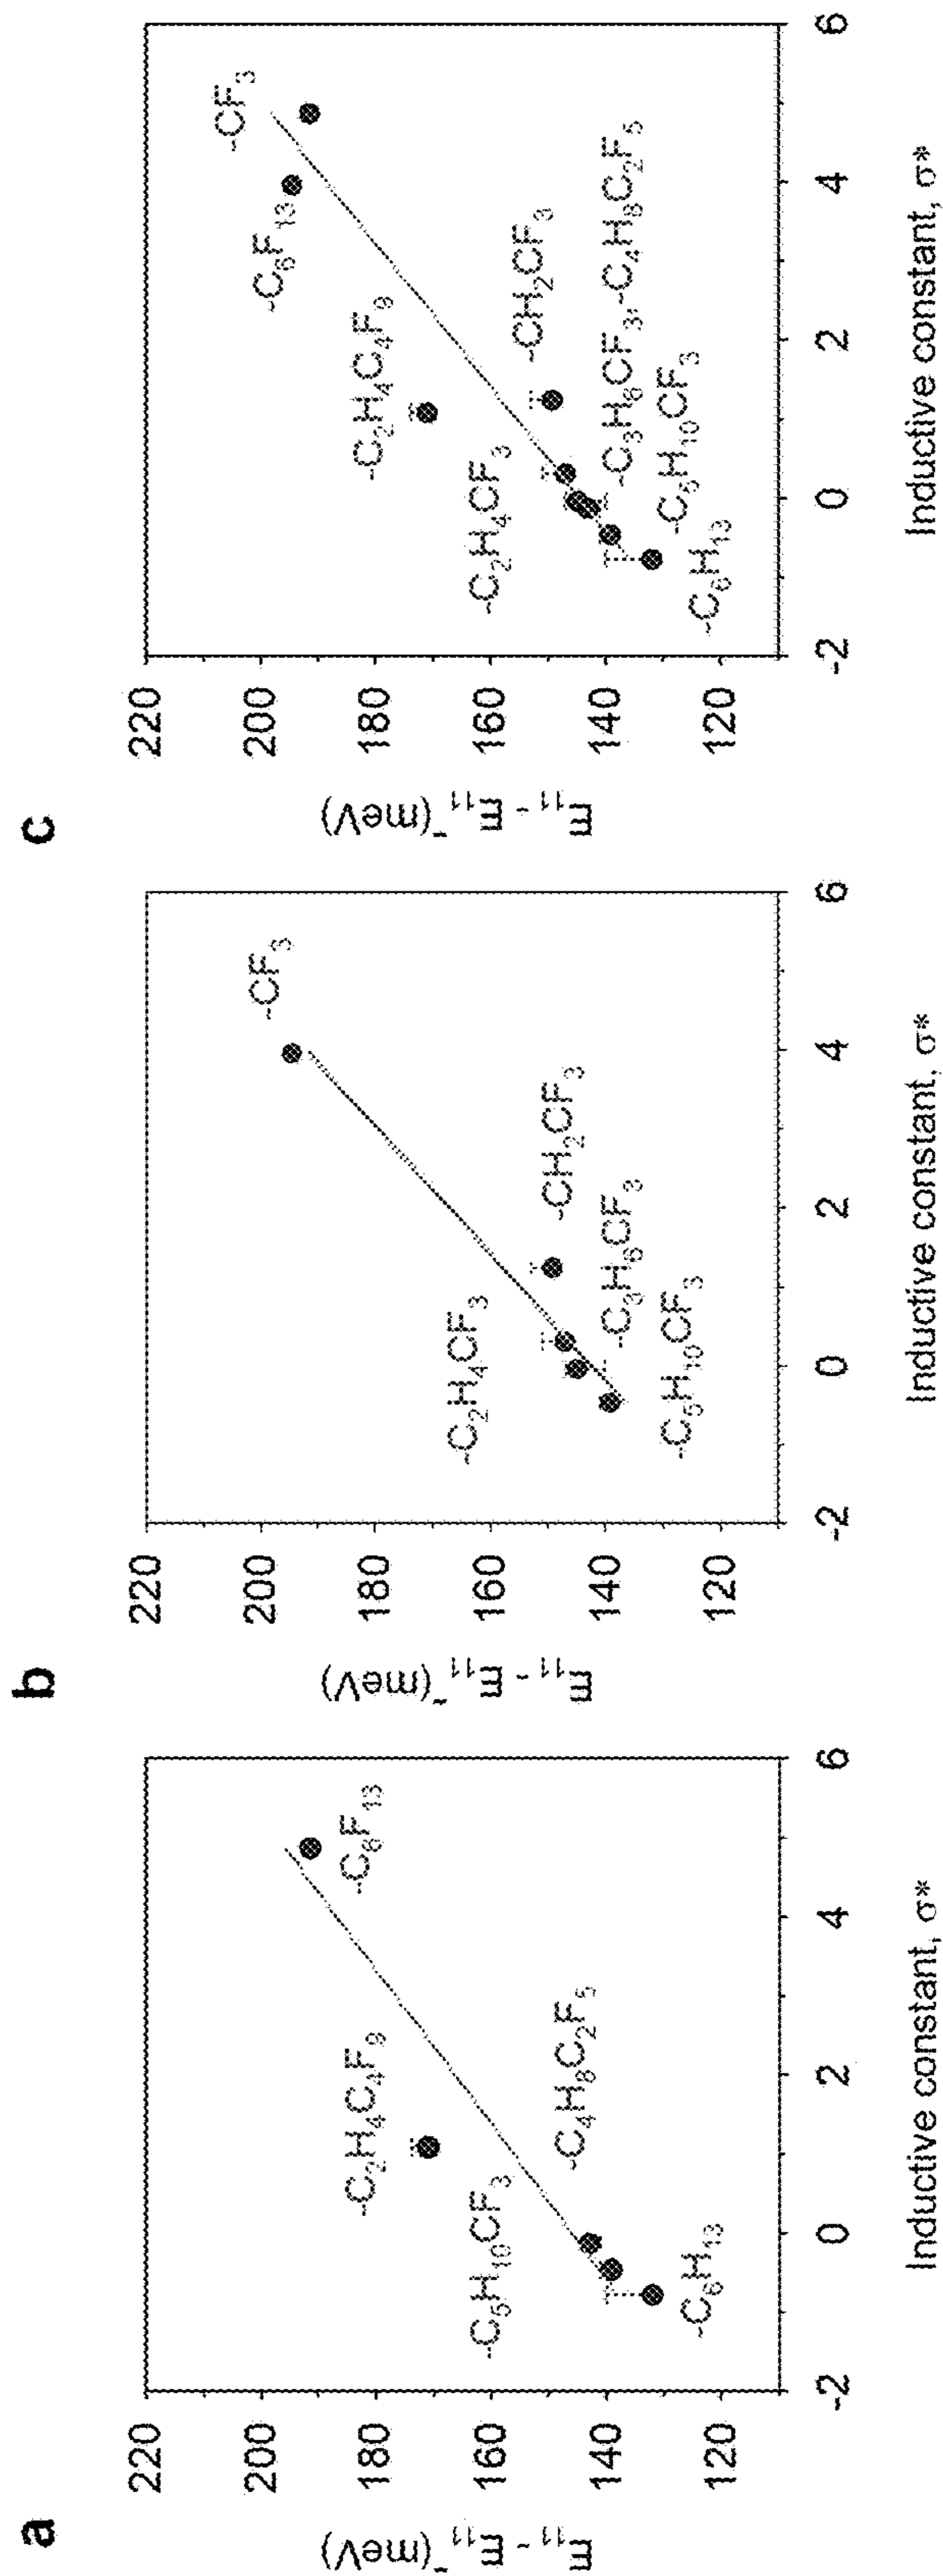 a
E₁₁ - E₁₁⁻ (meV)
220
200
180
160
140
120
-C₂H₄C₄F₉
-C₆F₁₃
-C₅H₁₀CF₃
-C₄H₈C₂F₅
-C₆H₁₃
-2
0
2
4
6
Inductive constant, σ*
b
E₁₁ - E₁₁⁻ (meV)
220
200
180
160
140
120
-CF₃
-C₂H₄CF₃
-CH₂CF₃
-C₃H₆CF₃
-C₅H₁₀CF₃
-2
0
2
4
6
Inductive constant, σ*
c
E₁₁ - E₁₁⁻ (meV)
220
200
180
160
140
120
-CF₃
-C₆F₁₃
-C₂H₄C₄F₉
-C₂H₄CF₃
-CH₂CF₃
-C₃H₆CF₃, -C₄H₈C₂F₅
-C₅H₁₀CF₃
-C₆H₁₃
-2
0
2
4
6
Inductive constant, σ*